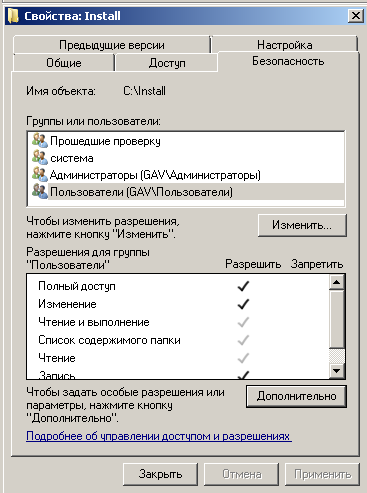 Свойства: Install
Предыдущие версии
Настройка
Общие
Доступ
Безопасность
Имя объекта: C:\Install
Группы или пользователи:
Прошедшие проверку
система
Администраторы (GAV\Администраторы)
Пользователи (GAV\Пользователи)
Чтобы изменить разрешения,
нажмите кнопку "Изменить".
Изменить...
Разрешения для группы
"Пользователи"
Разрешить
Запретить
Полный доступ
Изменение
Чтение и выполнение
Список содержимого папки
Чтение
Запись
Чтобы задать особые разрешения или
параметры, нажмите кнопку
"Дополнительно".
Дополнительно
Подробнее об управлении доступом и разрешениях
Закрыть
Отмена
Применить